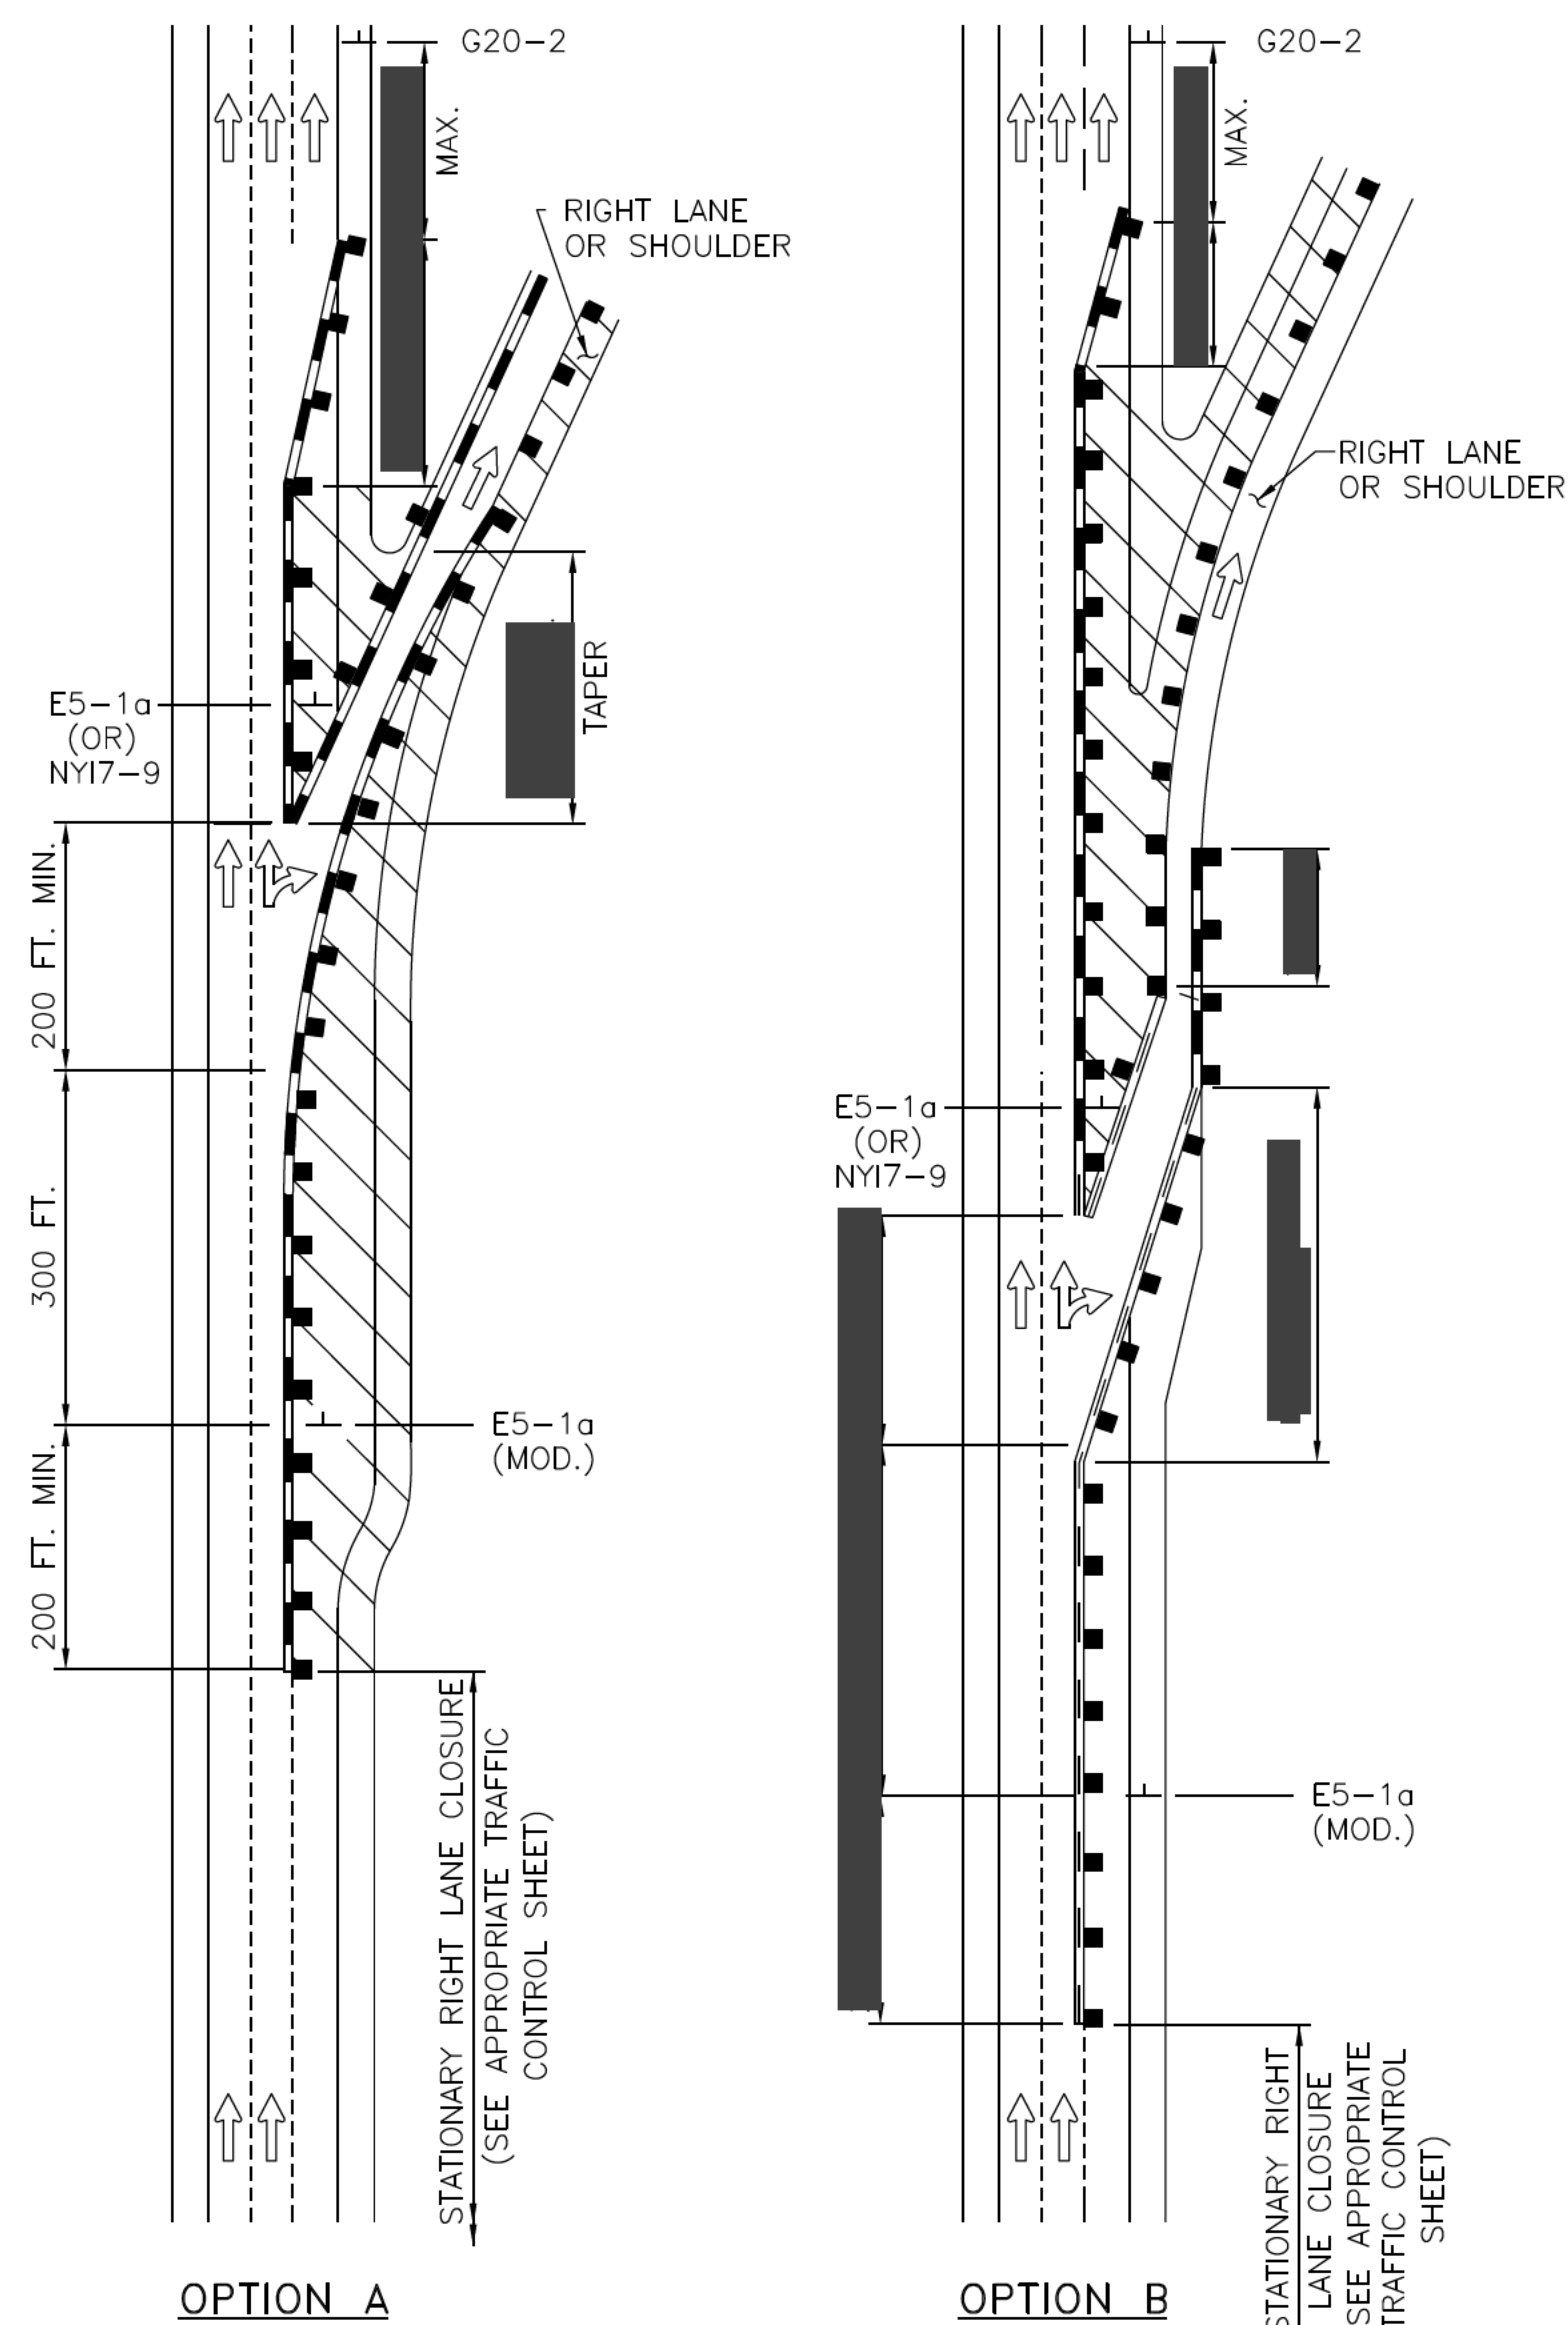 G20-2
MAX.
RIGHT LANE
OR SHOULDER
TAPER
E5-1a
(OR)
NYI7-9
200 FT. MIN.
300 FT.
E5-1a
(MOD.)
200 FT. MIN.
STATIONARY RIGHT LANE CLOSURE
(SEE APPROPRIATE TRAFFIC
CONTROL SHEET)
OPTION A
G20-2
MAX.
RIGHT LANE
OR SHOULDER
E5-1a
(OR)
NYI7-9
E5-1a
(MOD.)
STATIONARY RIGHT
LANE CLOSURE
SEE APPROPRIATE
TRAFFIC CONTROL
SHEET)
OPTION B